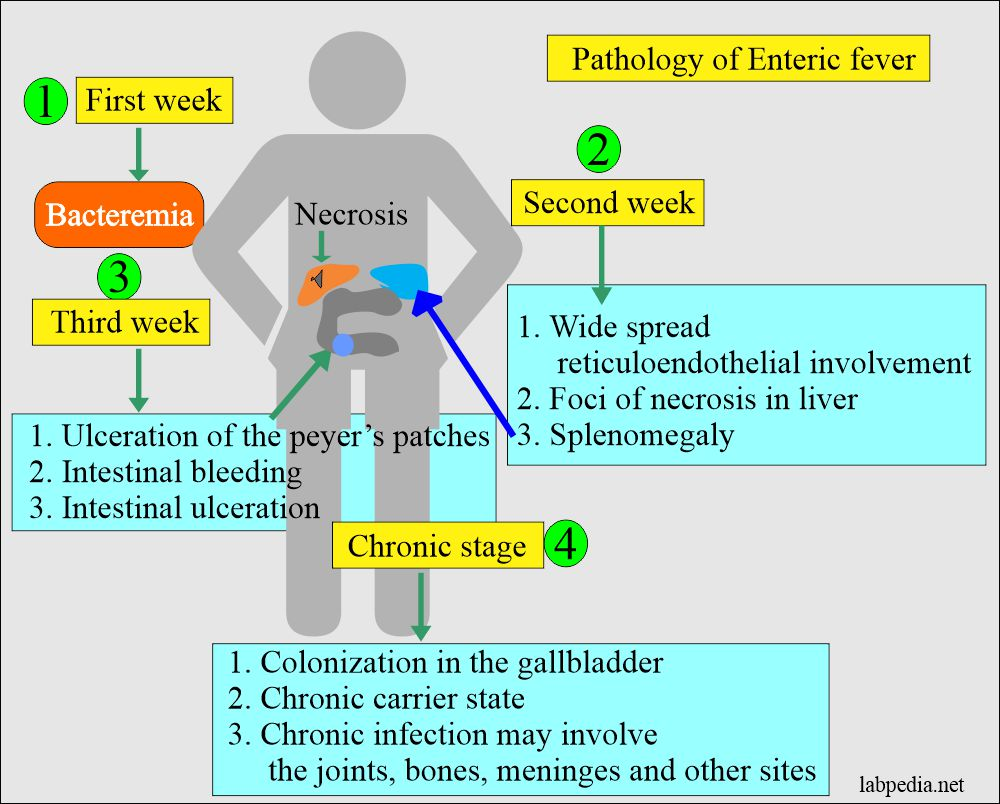 Pathology of Enteric fever
1
First week
Bacteremia
Necrosis
2
Second week
1. Wide spread
reticuloendothelial involvement
2. Foci of necrosis in liver
3. Splenomegaly
3
Third week
1. Ulceration of the peyer's patches
2. Intestinal bleeding
3. Intestinal ulceration
Chronic stage
4
1. Colonization in the gallbladder
2. Chronic carrier state
3. Chronic infection may involve
the joints, bones, meninges and other sites
labpedia.net